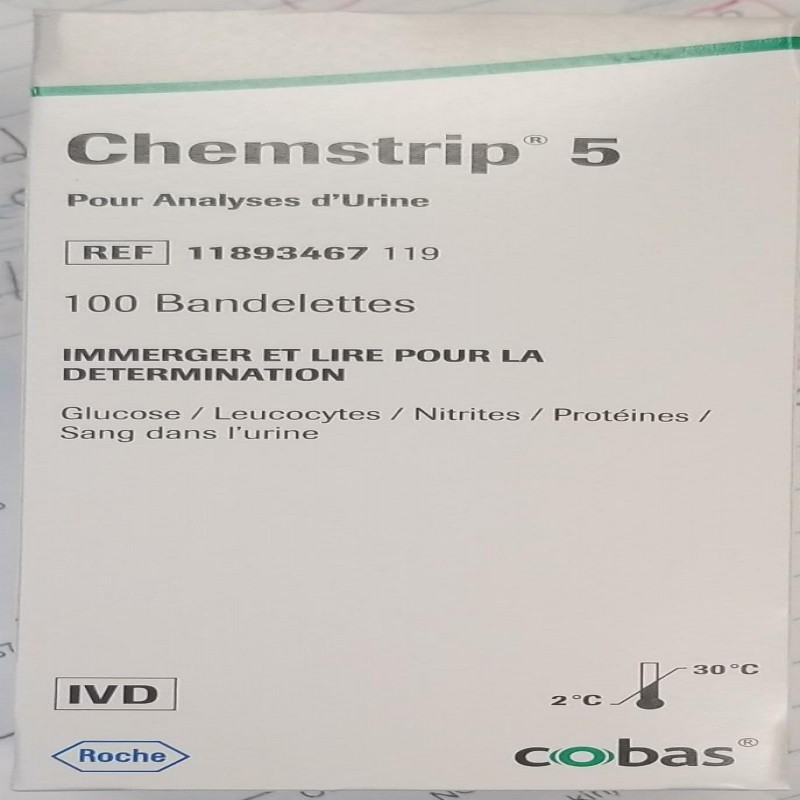 Chemstrip® 5
Pour Analyses d'Urine
REF 11893467 119
100 Bandelettes
IMMERGER ET LIRE POUR LA
DETERMINATION
Glucose / Leucocytes / Nitrites / Protéines /
Sang dans l'urine
30°C
2°C
IVD
Roche
cobas®